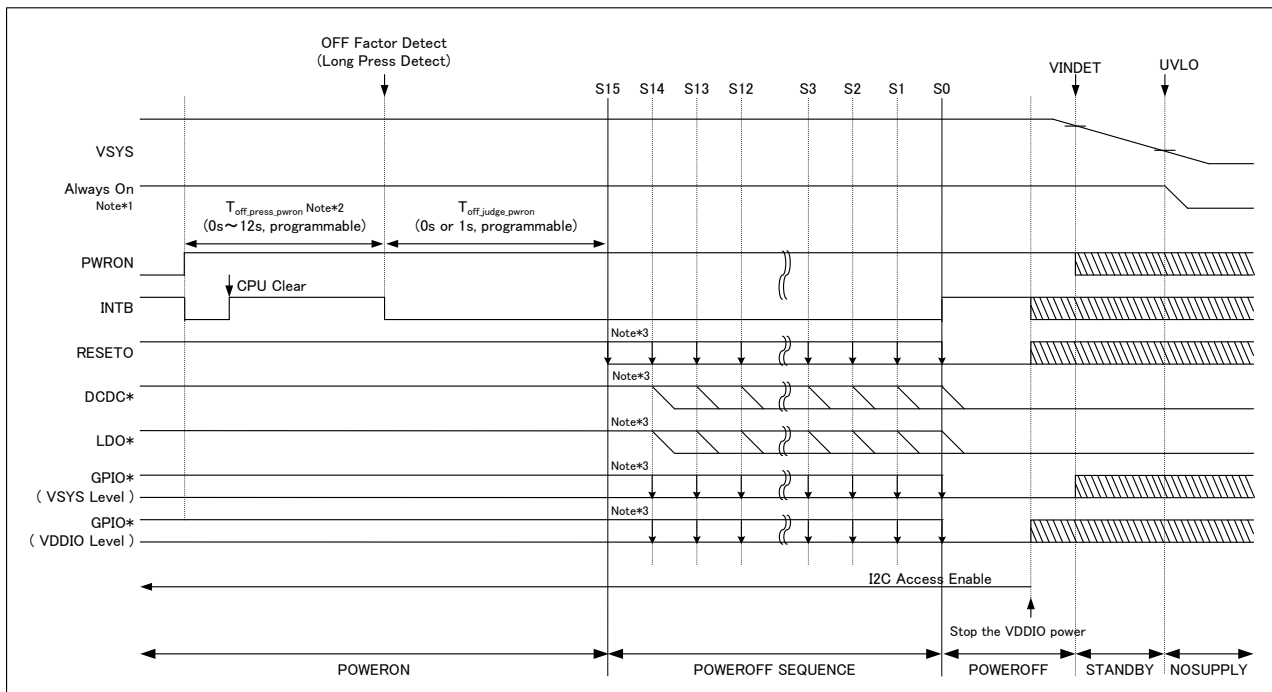 OFF Factor Detect
(Long Press Detect)
VINDET
UVLO
S15 S14 S13 S12 S3 S2 S1 S0
VSYS
Always On
Note*1
Toff_press_pwron Note*2
(0s～12s, programmable)
Toff_judge_pwron
(0s or 1s, programmable)
PWRON
CPU Clear
INTB
Note*3
RESETO
Note*3
DCDC*
Note*3
LDO*
Note*3
GPIO*
( VSYS Level )
Note*3
GPIO*
( VDDIO Level )
I2C Access Enable
Stop the VDDIO power
POWERON POWEROFF SEQUENCE POWEROFF STANDBY NOSUPPLY